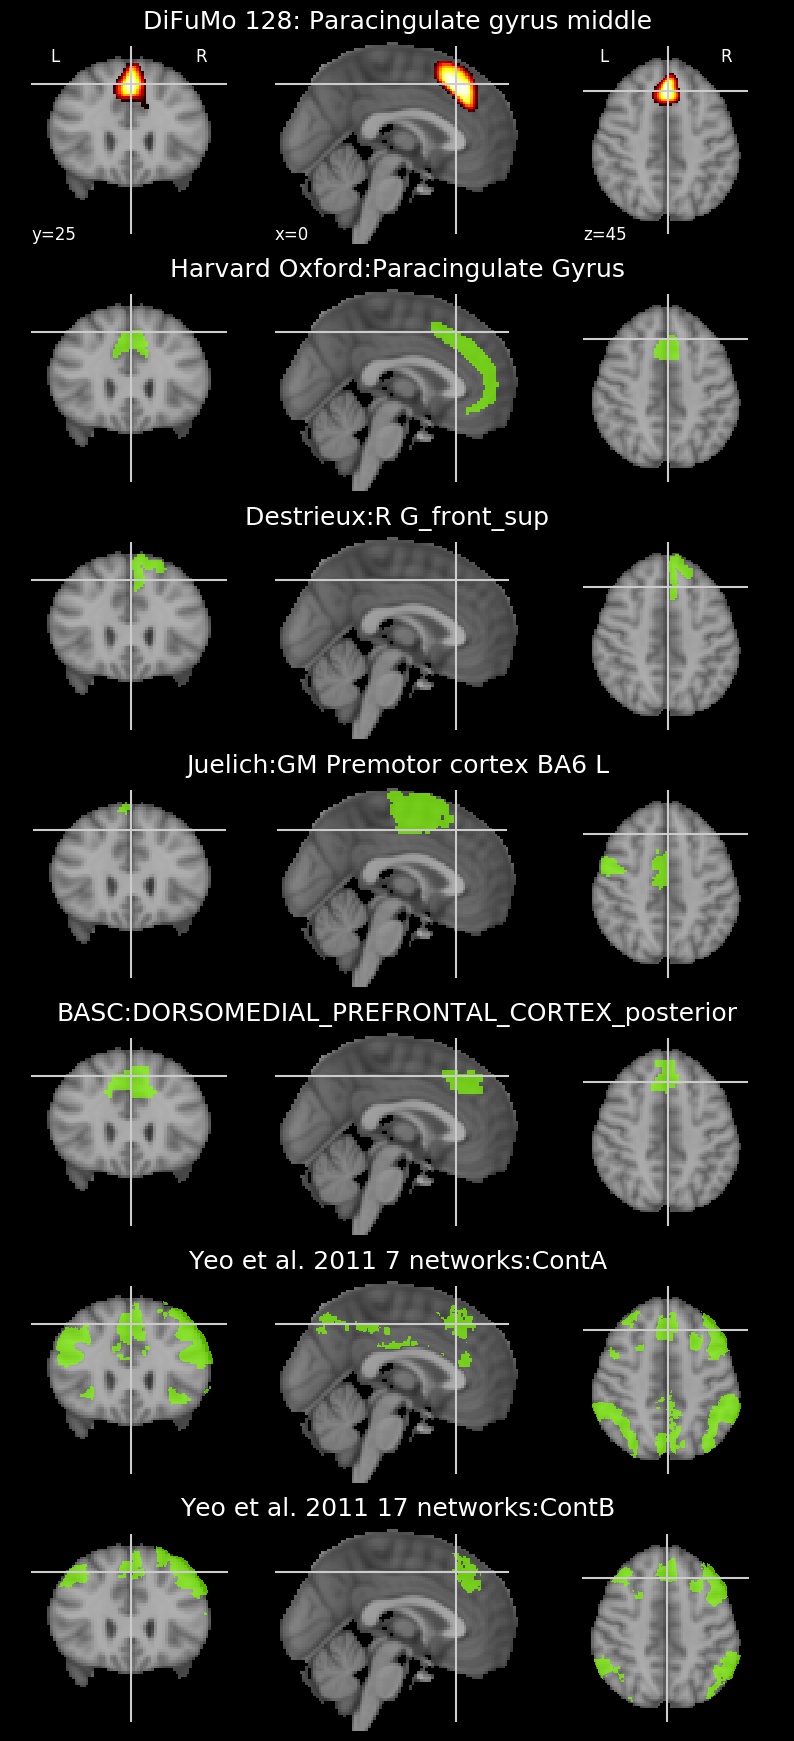 DiFuMo 128: Paracingulate gyrus middle
L R L R
y=25 x=0 z=45
Harvard Oxford:Paracingulate Gyrus
Destrieux:R G_front_sup
Juelich:GM Premotor cortex BA6 L
BASC:DORSOMEDIAL_PREFRONTAL_CORTEX_posterior
Yeo et al. 2011 7 networks:ContA
Yeo et al. 2011 17 networks:ContB